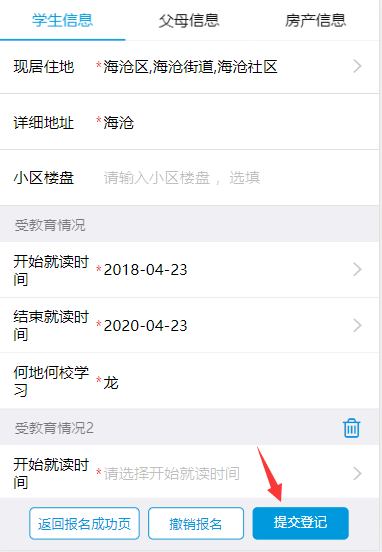 学生信息 父母信息 房产信息
现居住地 *海沧区,海沧街道,海沧社区
详细地址 *海沧
小区楼盘 请输入小区楼盘，选填
受教育情况
开始就读时
间 *2018-04-23
结束就读时
间 *2020-04-23
何地何校学
习 *龙
受教育情况2
开始就读时
间 *请选择开始就读时间
返回报名成功页 撤销报名 提交登记